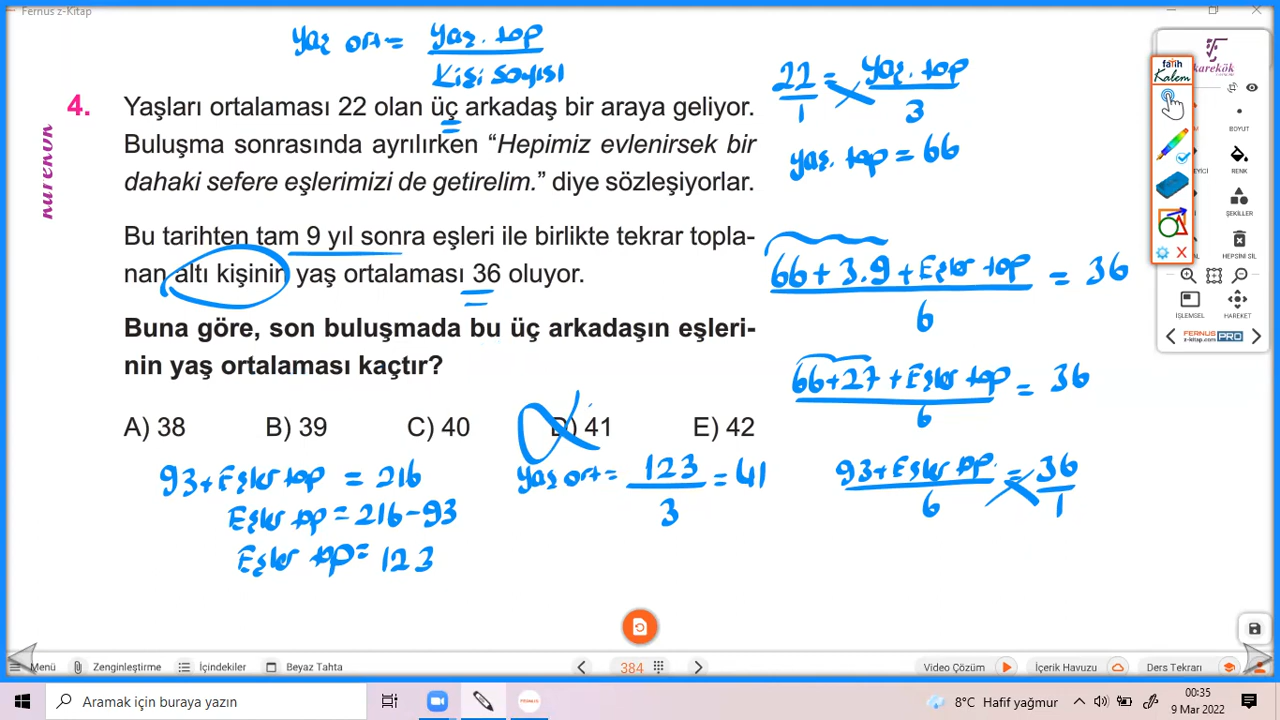 Fernus z-Kitap
yaş ort = yaş. top / kişi sayısı
karekök
4. Yaşları ortalaması 22 olan üç arkadaş bir araya geliyor.
Buluşma sonrasında ayrılırken “Hepimiz evlenirsek bir
dahaki sefere eşlerimizi de getirelim.” diye sözleşiyorlar.
Bu tarihten tam 9 yıl sonra eşleri ile birlikte tekrar topla-
nan altı kişinin yaş ortalaması 36 oluyor.
Buna göre, son buluşmada bu üç arkadaşın eşleri-
nin yaş ortalaması kaçtır?
A) 38 B) 39 C) 40 D) 41 E) 42
93 + Eşler top = 216
Eşler top = 216 - 93
Eşler top = 123
yaş ort = 123 / 3 = 41
22 / 1 = yaş. top / 3
yaş. top = 66
66 + 3.9 + Eşler top / 6 = 36
66 + 27 + Eşler top / 6 = 36
93 + Eşler top. / 6 = 36 / 1
karekök
fatih
Kalem
BOYUT
RENK
ŞEKİLLER
HEPSİNİ SİL
İŞLEMSEL
HAREKET
FERNUS PRO
z-kitap.com
Menü
Zenginleştirme
İçindekiler
Beyaz Tahta
384
Video Çözüm
İçerik Havuzu
Ders Tekrarı
Aramak için buraya yazın
FERNUS
8°C Hafif yağmur
00:35
9 Mar 2022